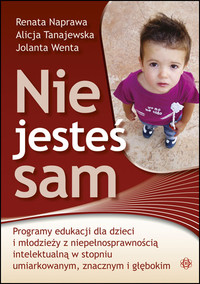 Renata Naprawa
Alicja Tanajewska
Jolanta Wenta
Nie
jesteś
sam
Programy edukacji dla dzieci
i młodzieży z niepełnosprawnością
intelektualną w stopniu
umiarkowanym, znacznym i głębokim